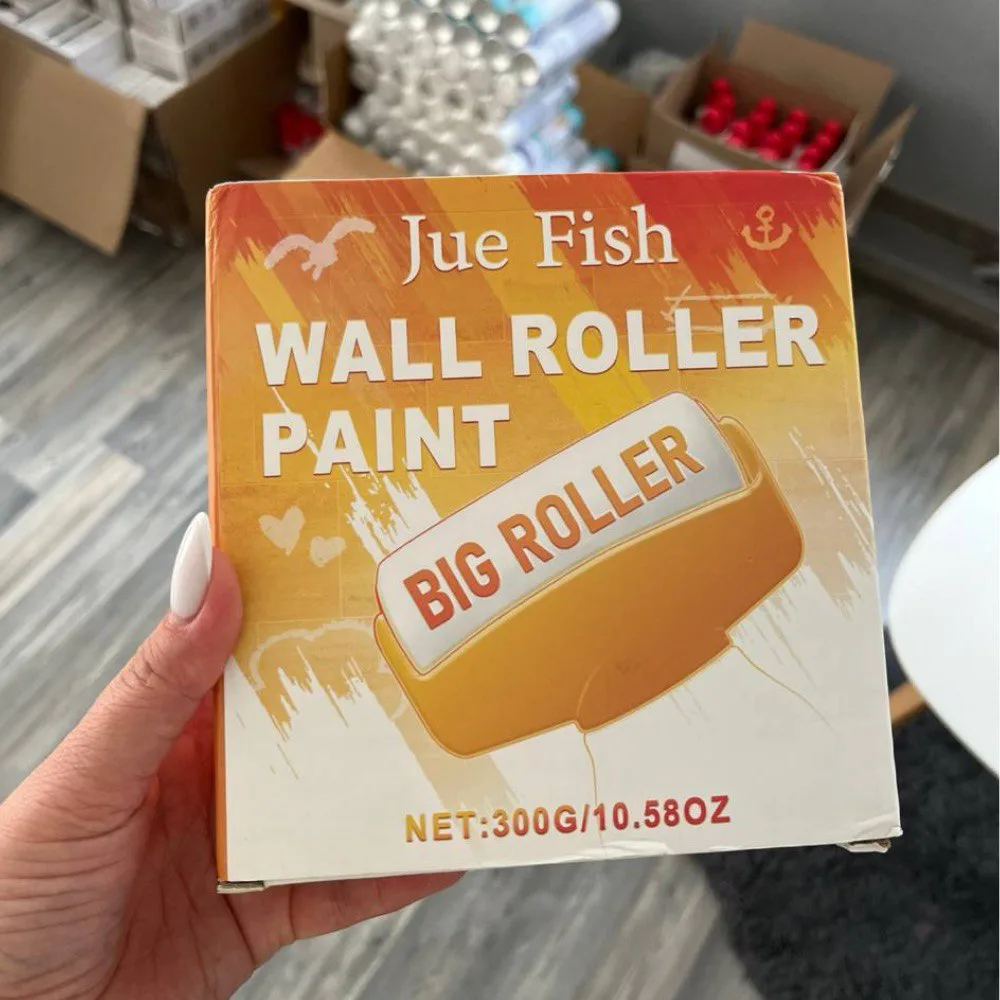 Jue Fish
WALL ROLLER
PAINT
BIG ROLLER
NET:300G/10.58OZ